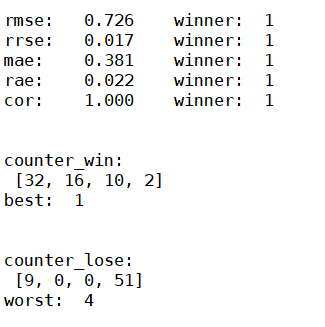 rmse: 0.726 winner: 1
rrse: 0.017 winner: 1
mae: 0.381 winner: 1
rae: 0.022 winner: 1
cor: 1.000 winner: 1
counter_win:
[32, 16, 10, 2]
best: 1
counter_lose:
[9, 0, 0, 51]
worst: 4